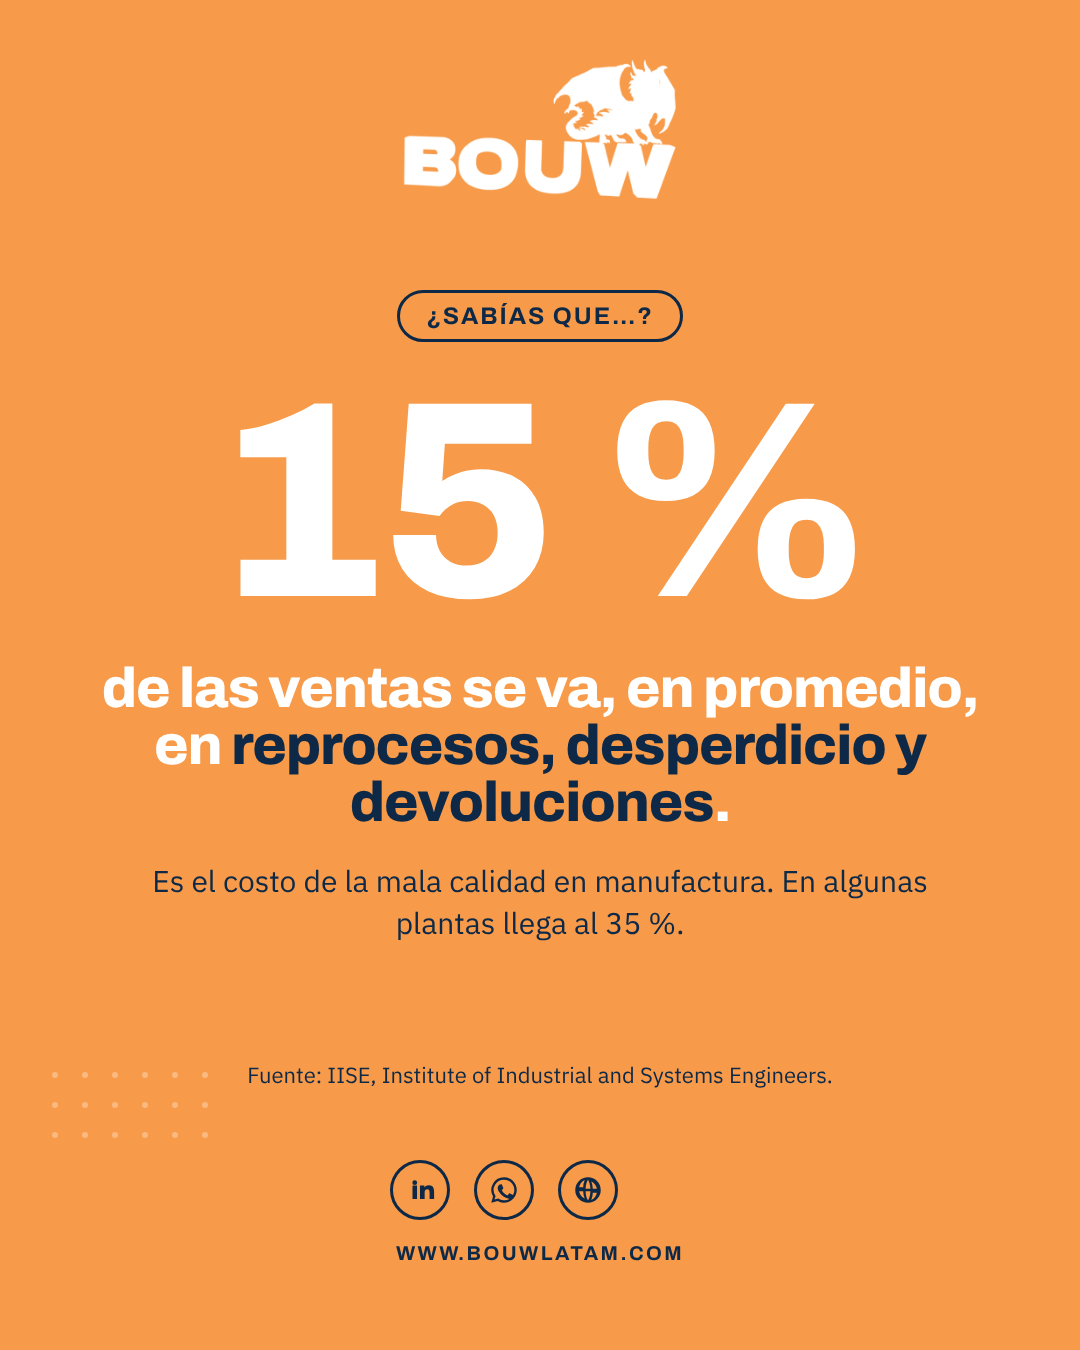 BOUW
¿SABÍAS QUE...?
15 %
de las ventas se va, en promedio,
en reprocesos, desperdicio y
devoluciones.
Es el costo de la mala calidad en manufactura. En algunas
plantas llega al 35 %.
Fuente: IISE, Institute of Industrial and Systems Engineers.
in
WWW.BOUWLATAM.COM